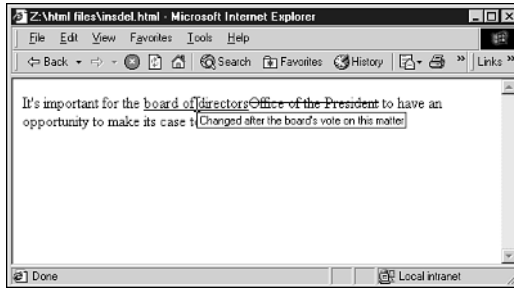 Z:\html files\insdel.html - Microsoft Internet Explorer
File Edit View Favorites Tools Help
Back Search Favorites History » Links »
It's important for the board of directorsOffice of the President to have an
opportunity to make its case t
Changed after the board's vote on this matter
Done Local intranet